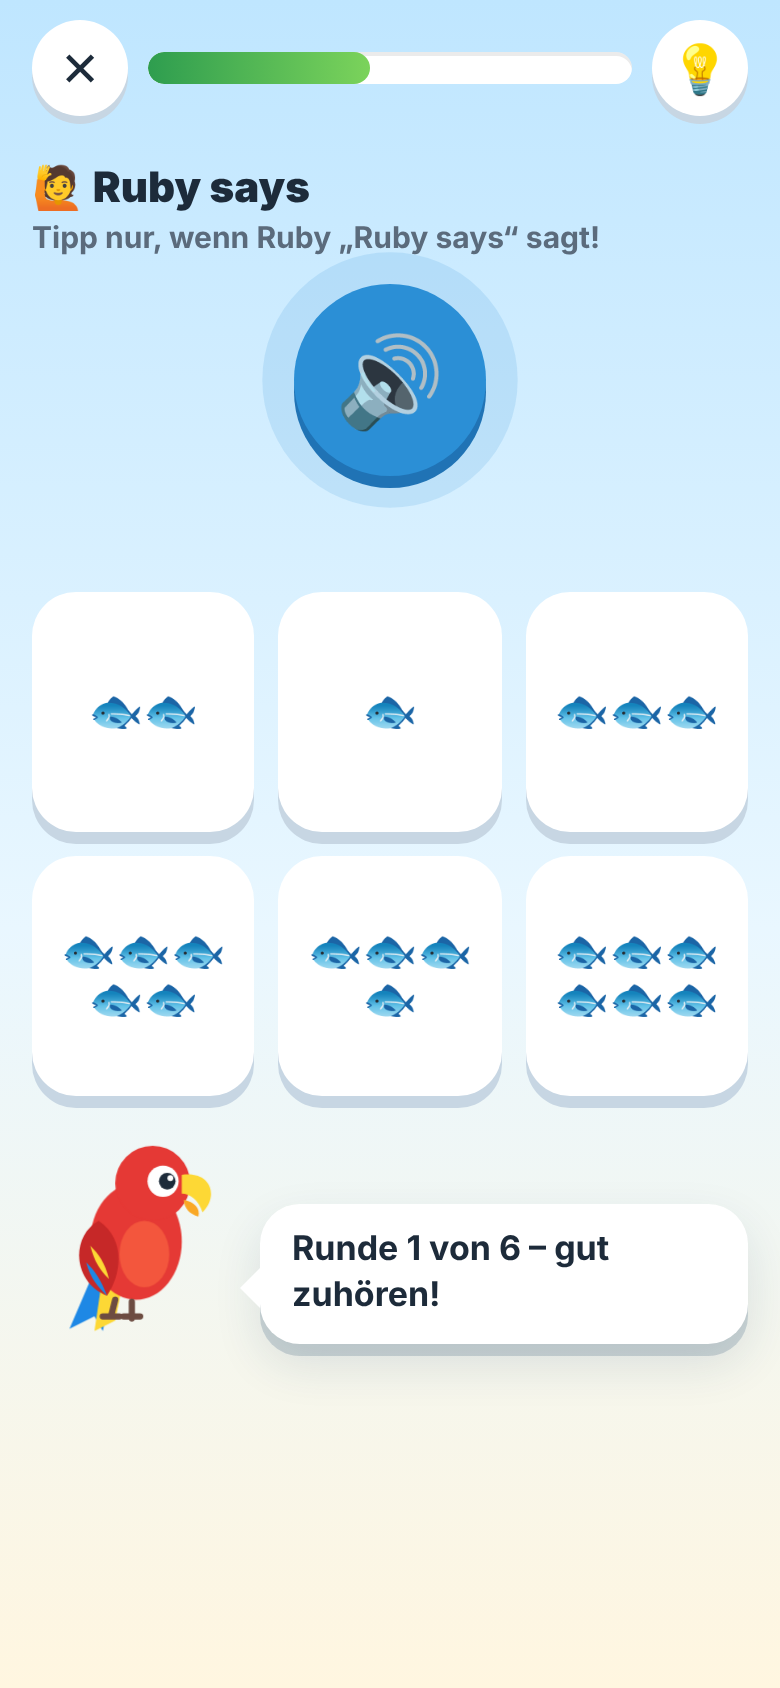 Ruby says
Tipp nur, wenn Ruby „Ruby says“ sagt!
Runde 1 von 6 – gut
zuhören!